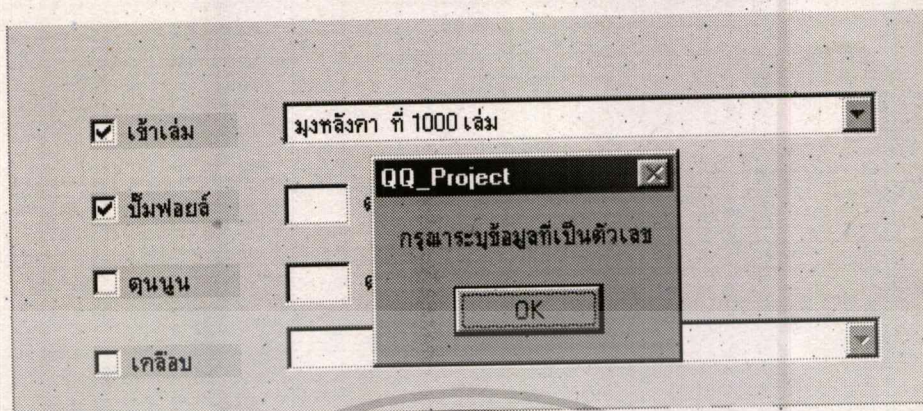 เข้าเล่ม
มุงหลังคา ที่ 1000 เล่ม
QQ_Project
ปั๊มฟอยล์
กรุณาระบุข้อมูลที่เป็นตัวเลข
ดุนนูน
OK
เคลือบ